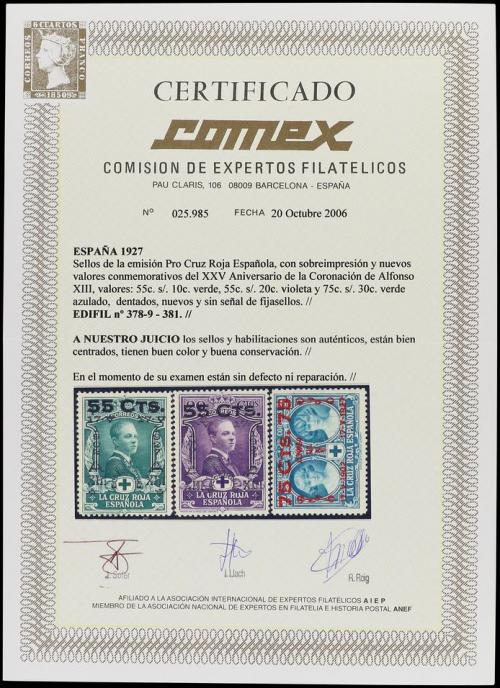 6 CUARTOS 6
CORREOS
FRANCO
1850
CERTIFICADO
comex
COMISION DE EXPERTOS FILATELICOS
PAU CLARIS, 106 08009 BARCELONA - ESPAÑA
Nº 025.985 FECHA 20 Octubre 2006
ESPAÑA 1927
Sellos de la emisión Pro Cruz Roja Española, con sobreimpresión y nuevos
valores conmemorativos del XXV Aniversario de la Coronación de Alfonso
XIII, valores: 55c. s/. 10c. verde, 55c. s/. 20c. violeta y 75c. s/. 30c. verde
azulado, dentados, nuevos y sin señal de fijasellos. //
EDIFIL nº 378-9 - 381. //
A NUESTRO JUICIO los sellos y habilitaciones son auténticos, están bien
centrados, tienen buen color y buena conservación. //
En el momento de su examen están sin defecto ni reparación. //
55 CTS.
LA CRUZ ROJA
ESPAÑOLA
55 CTS.
LA CRUZ ROJA
ESPAÑOLA
75 CTS. 75
LA CRUZ ROJA ESPAÑOLA
J. Soler
J. Llach
R. Roig
AFILIADO A LA ASOCIACIÓN INTERNACIONAL DE EXPERTOS FILATELICOS A I E P
MIEMBRO DE LA ASOCIACIÓN NACIONAL DE EXPERTOS EN FILATELIA E HISTORIA POSTAL ANEF